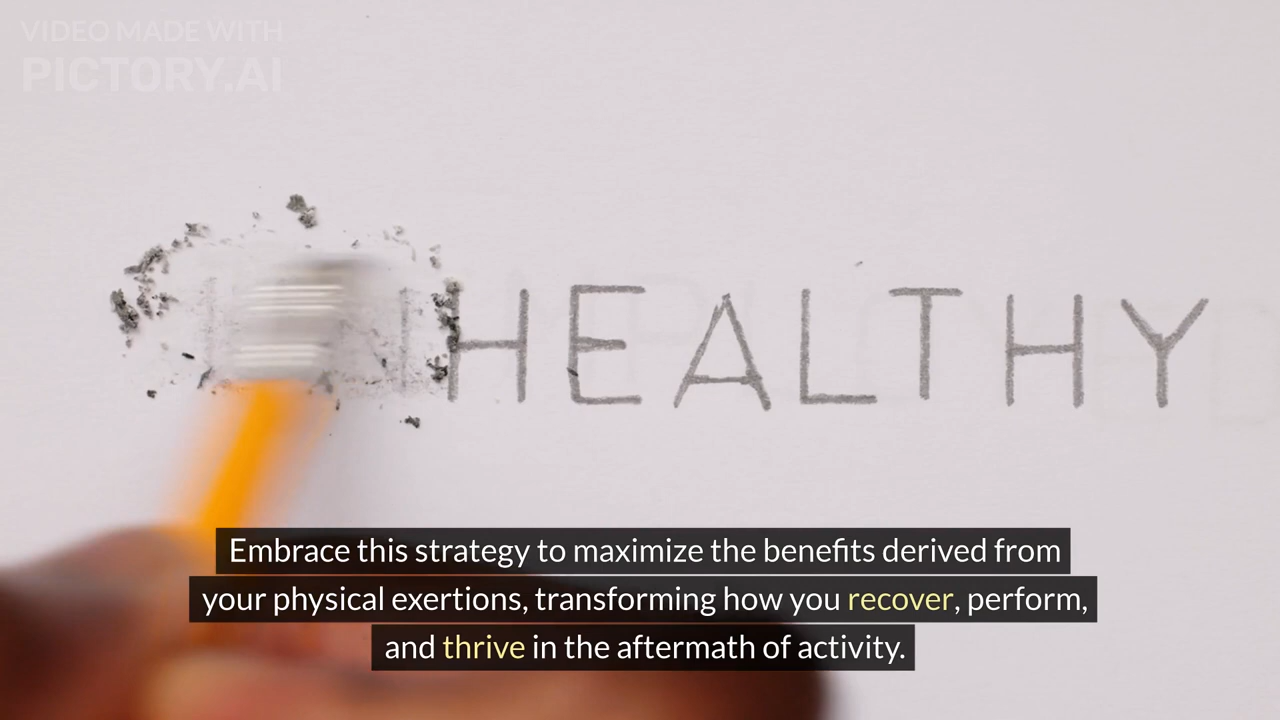 VIDEO MADE WITH
PICTORY.AI
HEALTHY
Embrace this strategy to maximize the benefits derived from
your physical exertions, transforming how you recover, perform,
and thrive in the aftermath of activity.